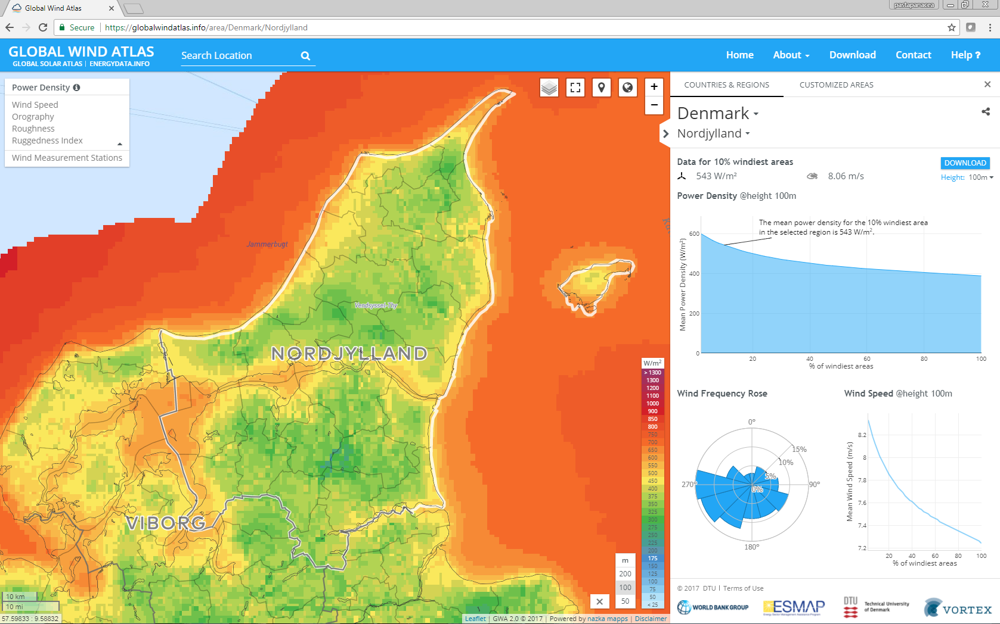 Global Wind Atlas
pastapanacea
Secure
https://globalwindatlas.info/area/Denmark/Nordjylland
GLOBAL WIND ATLAS
GLOBAL SOLAR ATLAS | ENERGYDATA.INFO
Search Location
Home
About
Download
Contact
Help ?
Power Density
Wind Speed
Orography
Roughness
Ruggedness Index
Wind Measurement Stations
+
−
Jammerbugt
Vendsyssel-Thy
NORDJYLLAND
VIBORG
W/m²
> 1300
1300
1200
1100
1000
900
850
800
750
700
650
600
550
500
450
400
375
350
325
300
275
250
225
200
175
150
125
100
75
50
< 25
m
200
100
50
10 km
10 mi
57.59833 : 9.58832
Leaflet | GWA 2.0 © 2017 | Powered by nazka mapps | Disclaimer
COUNTRIES & REGIONS
CUSTOMIZED AREAS
Denmark
Nordjylland
Data for 10% windiest areas
DOWNLOAD
543 W/m²
8.06 m/s
Height: 100m
Power Density @height 100m
The mean power density for the 10% windiest area
in the selected region is 543 W/m².
Mean Power Density (W/m²)
600
400
200
0
20
40
60
80
100
% of windiest areas
Wind Frequency Rose
0°
15%
10%
5%
0%
270°
90°
180°
Wind Speed @height 100m
Mean Wind Speed (m/s)
8.2
8
7.8
7.6
7.4
7.2
20
40
60
80
100
% of windiest areas
© 2017 DTU | Terms of Use
WORLD BANK GROUP
ESMAP
Energy Sector Management Assistance Program
DTU
Technical University
of Denmark
VORTEX